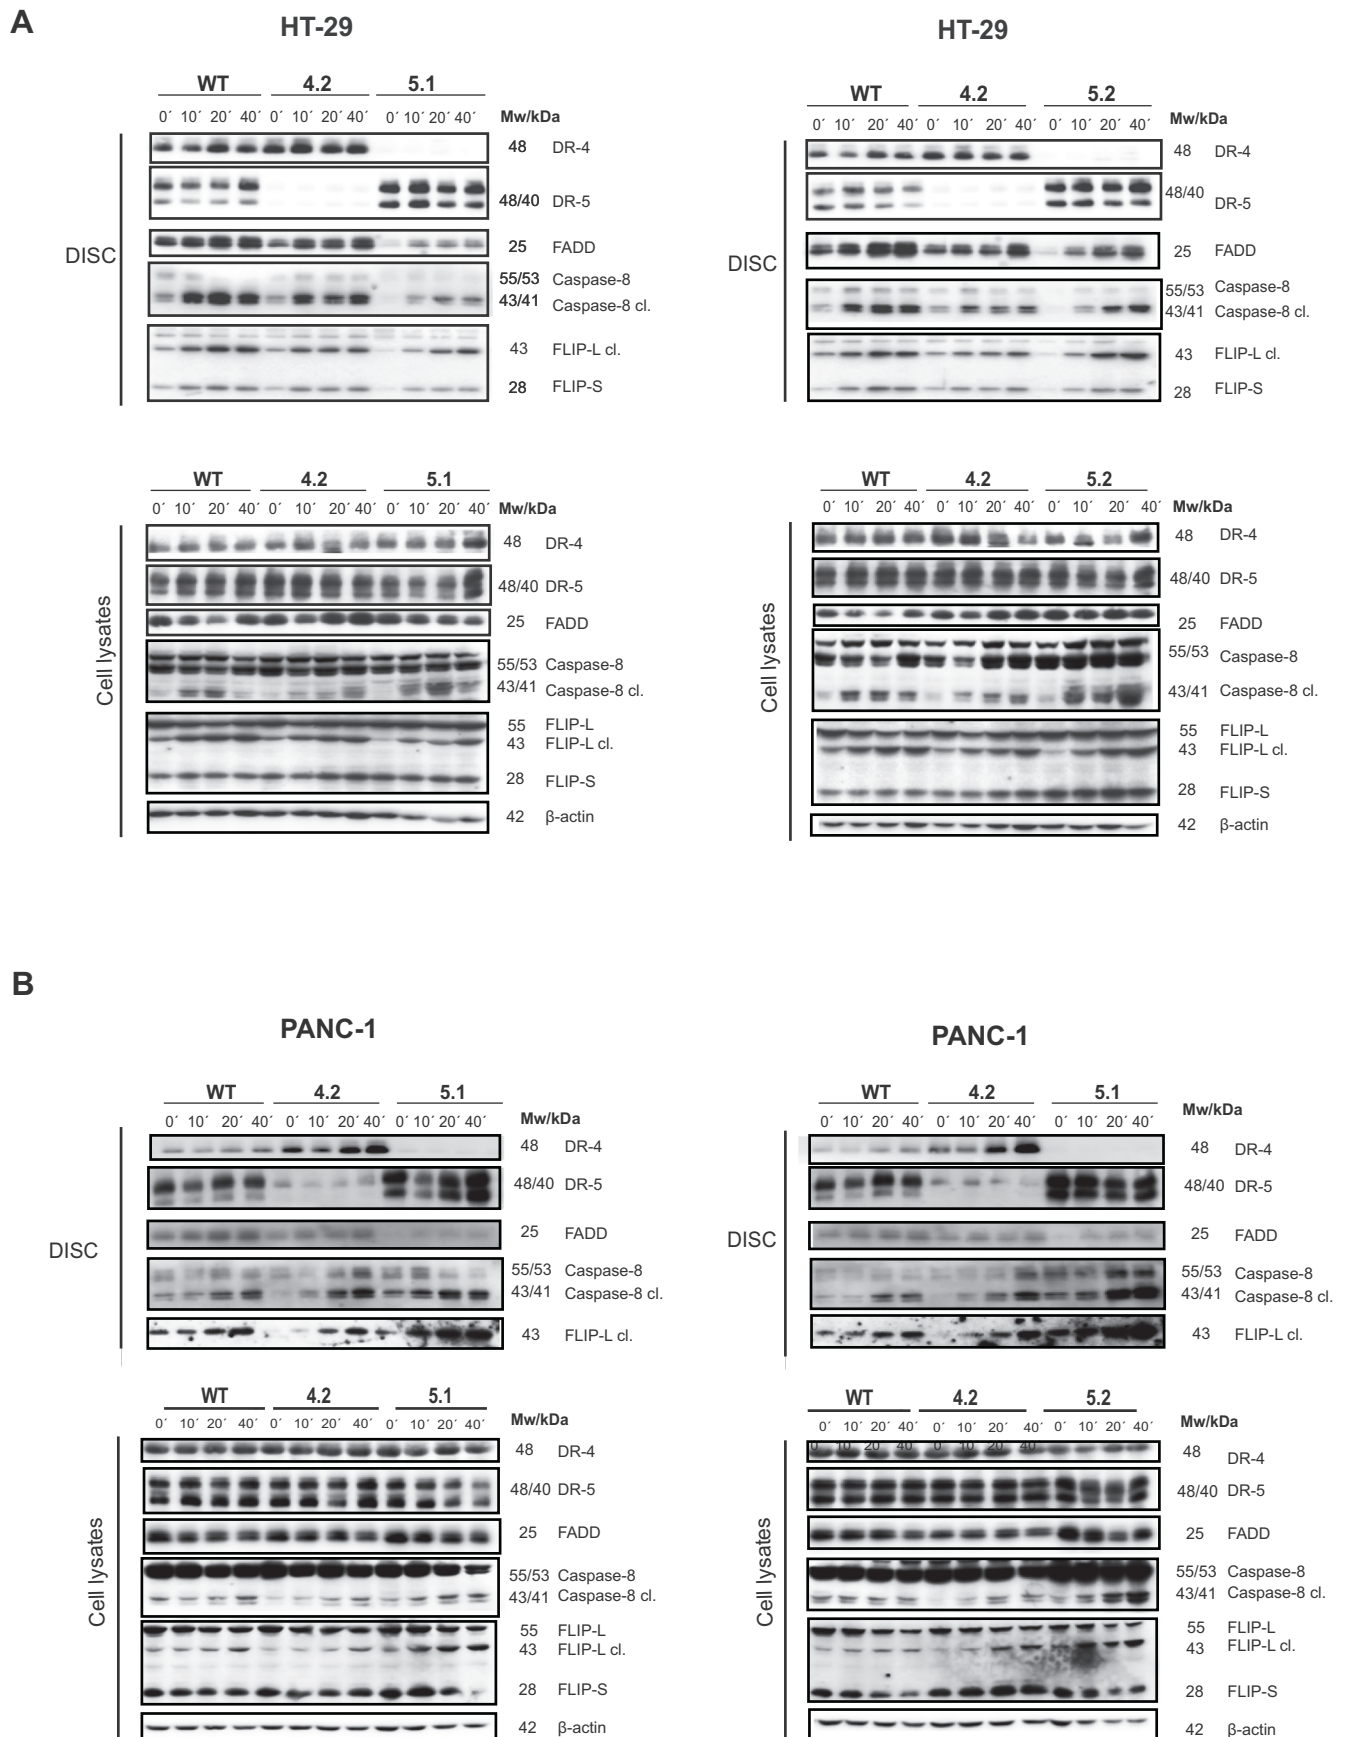 A
HT-29
WT 4.2 5.1
0´ 10´ 20´ 40´ 0´ 10´ 20´ 40´ 0´ 10´ 20´ 40´ Mw/kDa
DISC
48 DR-4
48/40 DR-5
25 FADD
55/53 Caspase-8
43/41 Caspase-8 cl.
43 FLIP-L cl.
28 FLIP-S
HT-29
WT 4.2 5.2
0´ 10´ 20´ 40´ 0´ 10´ 20´ 40´ 0´ 10´ 20´ 40´ Mw/kDa
DISC
48 DR-4
48/40 DR-5
25 FADD
55/53 Caspase-8
43/41 Caspase-8 cl.
43 FLIP-L cl.
28 FLIP-S
WT 4.2 5.1
0´ 10´ 20´ 40´ 0´ 10´ 20´ 40´ 0´ 10´ 20´ 40´ Mw/kDa
Cell lysates
48 DR-4
48/40 DR-5
25 FADD
55/53 Caspase-8
43/41 Caspase-8 cl.
55 FLIP-L
43 FLIP-L cl.
28 FLIP-S
42 β-actin
WT 4.2 5.2
0´ 10´ 20´ 40´ 0´ 10´ 20´ 40´ 0´ 10´ 20´ 40´ Mw/kDa
Cell lysates
48 DR-4
48/40 DR-5
25 FADD
55/53 Caspase-8
43/41 Caspase-8 cl.
55 FLIP-L
43 FLIP-L cl.
28 FLIP-S
42 β-actin
B
PANC-1
WT 4.2 5.1
0´ 10´ 20´ 40´ 0´ 10´ 20´ 40´ 0´ 10´ 20´ 40´ Mw/kDa
DISC
48 DR-4
48/40 DR-5
25 FADD
55/53 Caspase-8
43/41 Caspase-8 cl.
43 FLIP-L cl.
PANC-1
WT 4.2 5.1
0´ 10´ 20´ 40´ 0´ 10´ 20´ 40´ 0´ 10´ 20´ 40´ Mw/kDa
DISC
48 DR-4
48/40 DR-5
25 FADD
55/53 Caspase-8
43/41 Caspase-8 cl.
43 FLIP-L cl.
WT 4.2 5.1
0´ 10´ 20´ 40´ 0´ 10´ 20´ 40´ 0´ 10´ 20´ 40´ Mw/kDa
Cell lysates
48 DR-4
48/40 DR-5
25 FADD
55/53 Caspase-8
43/41 Caspase-8 cl.
55 FLIP-L
43 FLIP-L cl.
28 FLIP-S
42 β-actin
WT 4.2 5.2
0´ 10´ 20´ 40´ 0´ 10´ 20´ 40´ 0´ 10´ 20´ 40´ Mw/kDa
0´ 10´ 20´ 40´ 0´ 10´ 20´ 40´
Cell lysates
48 DR-4
48/40 DR-5
25 FADD
55/53 Caspase-8
43/41 Caspase-8 cl.
55 FLIP-L
43 FLIP-L cl.
28 FLIP-S
42 β-actin